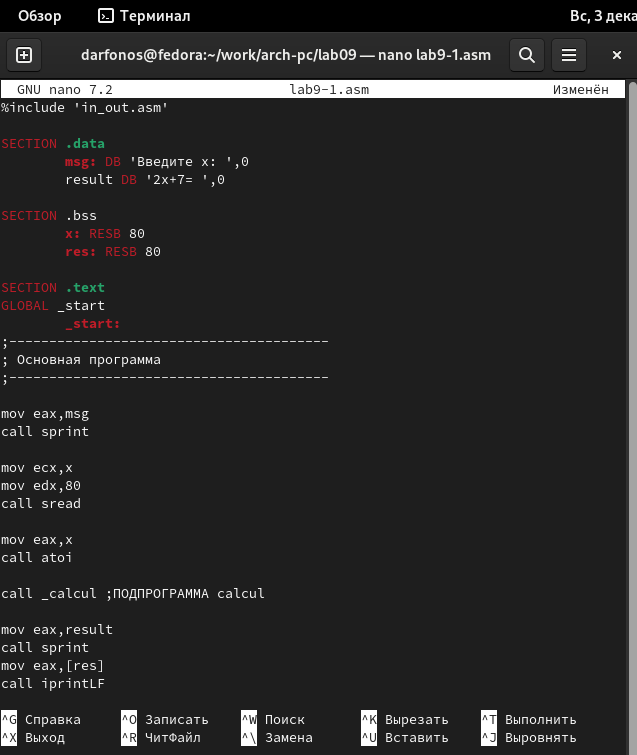 Обзор Терминал Вс, 3 дека
darfonos@fedora:~/work/arch-pc/lab09 — nano lab9-1.asm
GNU nano 7.2 lab9-1.asm Изменён
%include 'in_out.asm'
SECTION .data
msg: DB 'Введите x: ',0
result DB '2x+7= ',0
SECTION .bss
x: RESB 80
res: RESB 80
SECTION .text
GLOBAL _start
_start:
;----------------------------------------
; Основная программа
;----------------------------------------
mov eax,msg
call sprint
mov ecx,x
mov edx,80
call sread
mov eax,x
call atoi
call _calcul ;ПОДПРОГРАММА calcul
mov eax,result
call sprint
mov eax,[res]
call iprintLF
^G Справка ^O Записать ^W Поиск ^K Вырезать ^T Выполнить
^X Выход ^R ЧитФайл ^\ Замена ^U Вставить ^J Выровнять